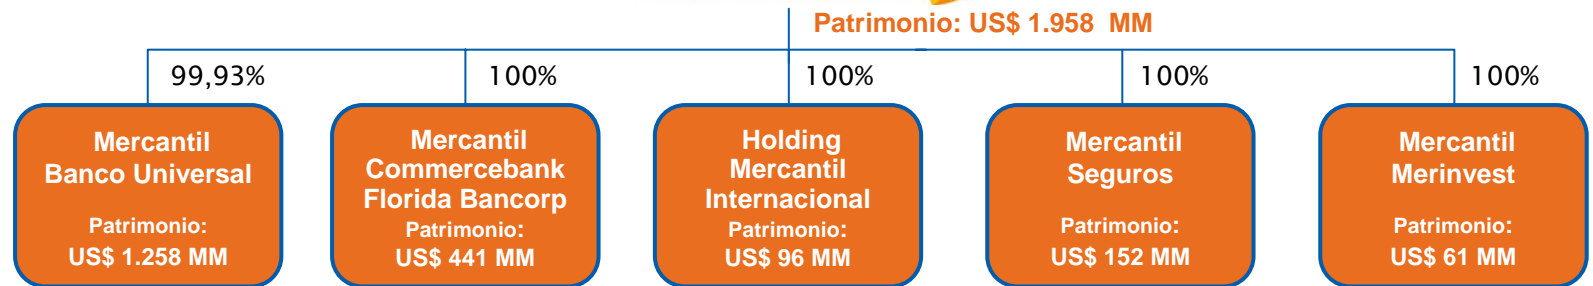 Patrimonio: US$ 1.958 MM
99,93%
100%
100%
100%
100%
Mercantil
Banco Universal
Patrimonio:
US$ 1.258 MM
Mercantil
Commercebank
Florida Bancorp
Patrimonio:
US$ 441 MM
Holding
Mercantil
Internacional
Patrimonio:
US$ 96 MM
Mercantil
Seguros
Patrimonio:
US$ 152 MM
Mercantil
Merinvest
Patrimonio:
US$ 61 MM